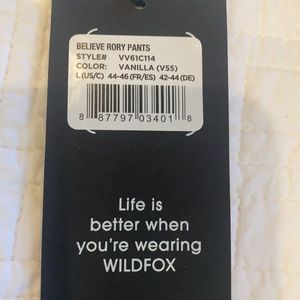 BELIEVE RORY PANTS
STYLE# VV61C114
COLOR: VANILLA (V55)
L(US/C) 44-46 (FR/ES) 42-44 (DE)
8 87797 03401 8
Life is
better when
you're wearing
WILDFOX